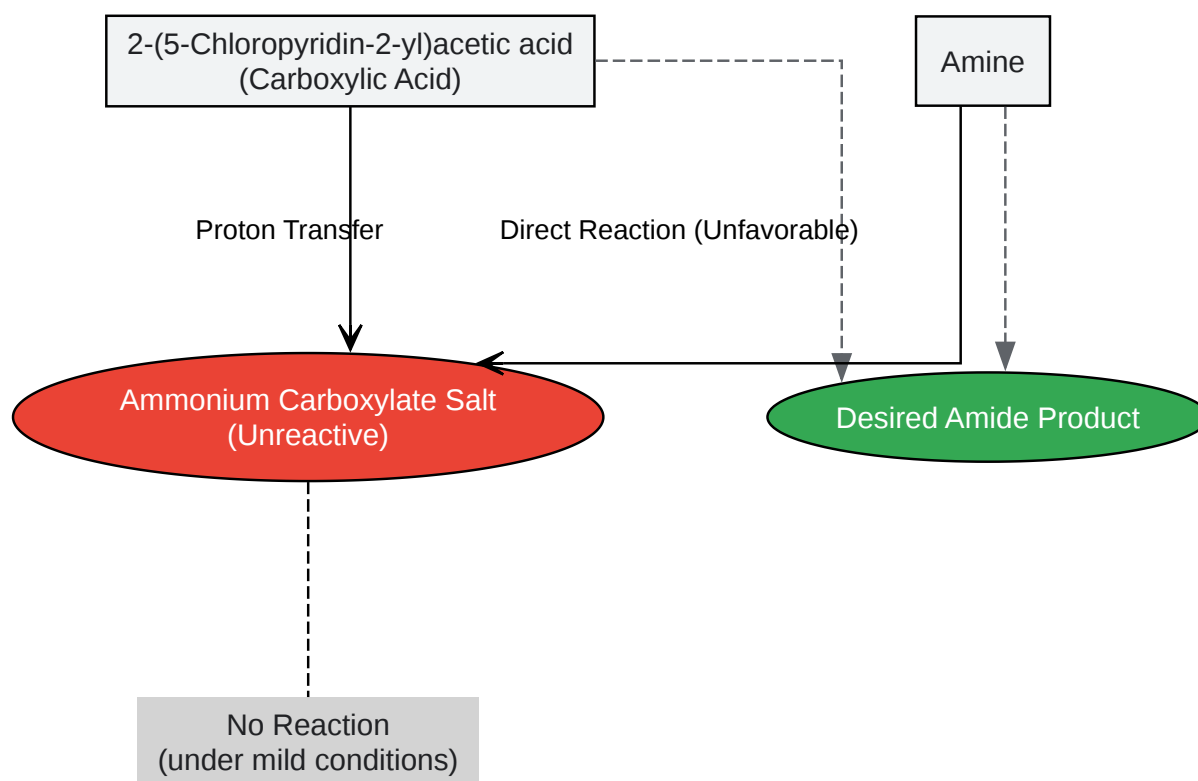 2-(5-Chloropyridin-2-yl)acetic acid
(Carboxylic Acid)
Amine
Proton Transfer
Direct Reaction (Unfavorable)
Ammonium Carboxylate Salt
(Unreactive)
Desired Amide Product
No Reaction
(under mild conditions)